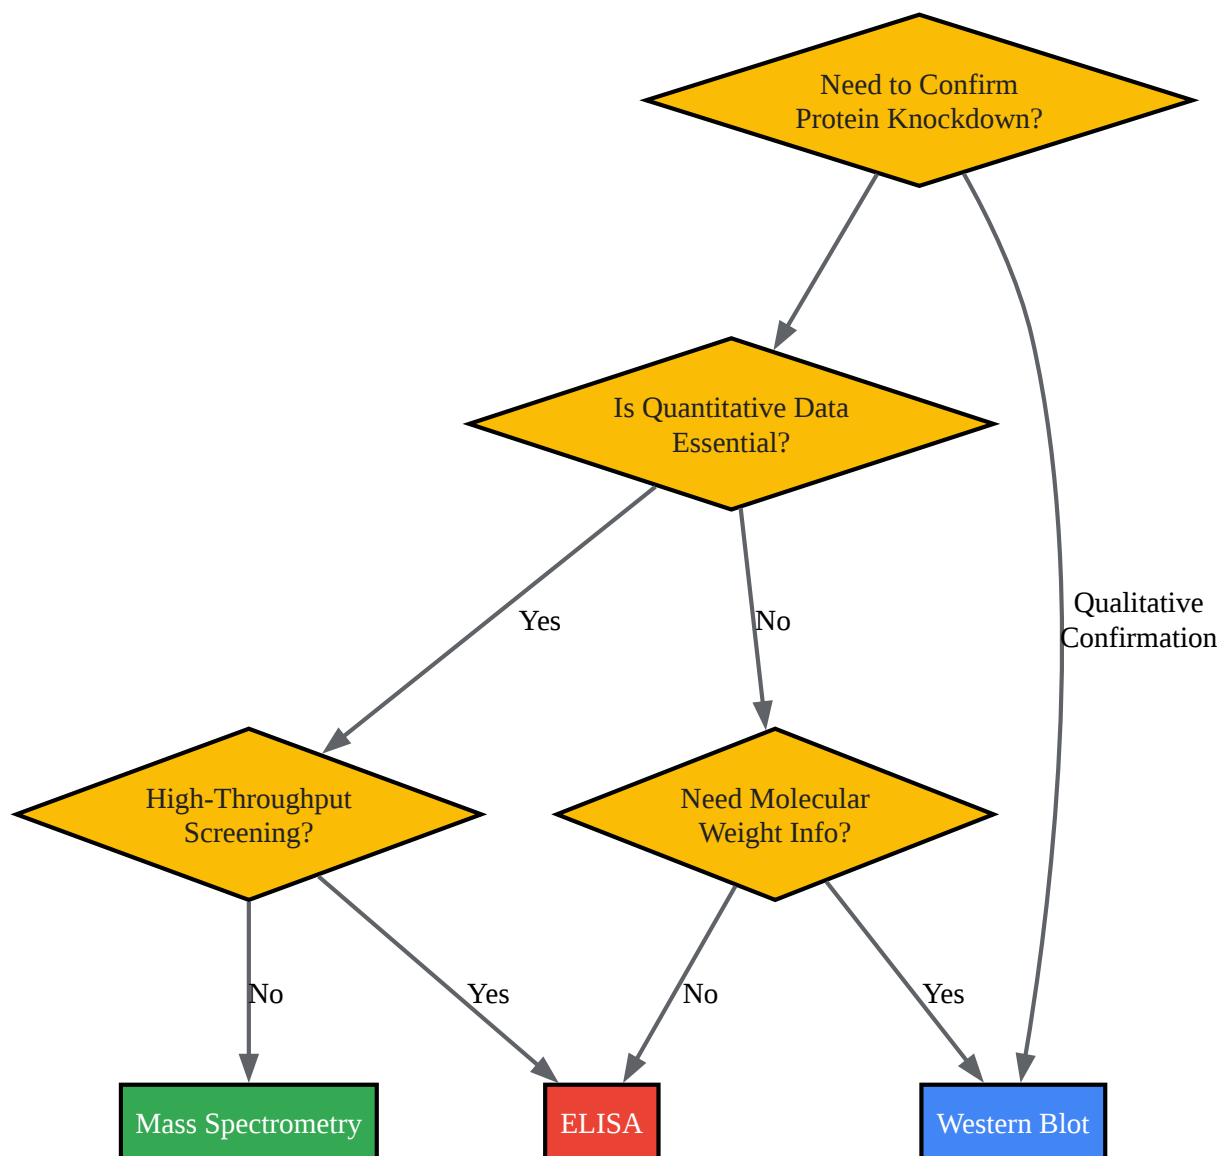 Need to Confirm
Protein Knockdown?
Is Quantitative Data
Essential?
Yes
No
Qualitative
Confirmation
High-Throughput
Screening?
Need Molecular
Weight Info?
No
Yes
No
Yes
Mass Spectrometry
ELISA
Western Blot